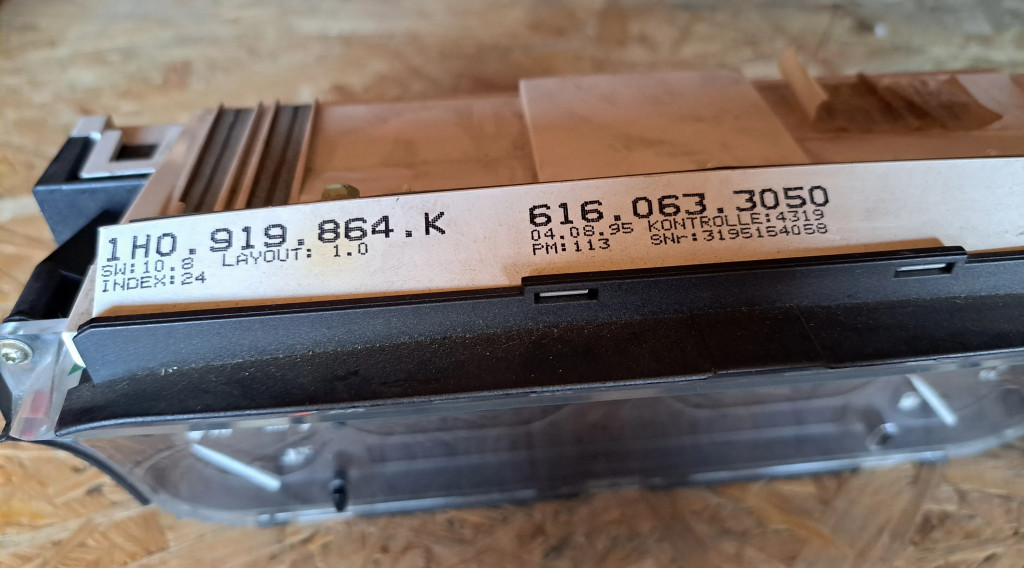 1H0.919.864.K
SW:10.8 LAYOUT: 1.0
INDEX:24
616.063.3050
04.08.95 KONTROLLE:4319
PM:113 SNr:3195154058